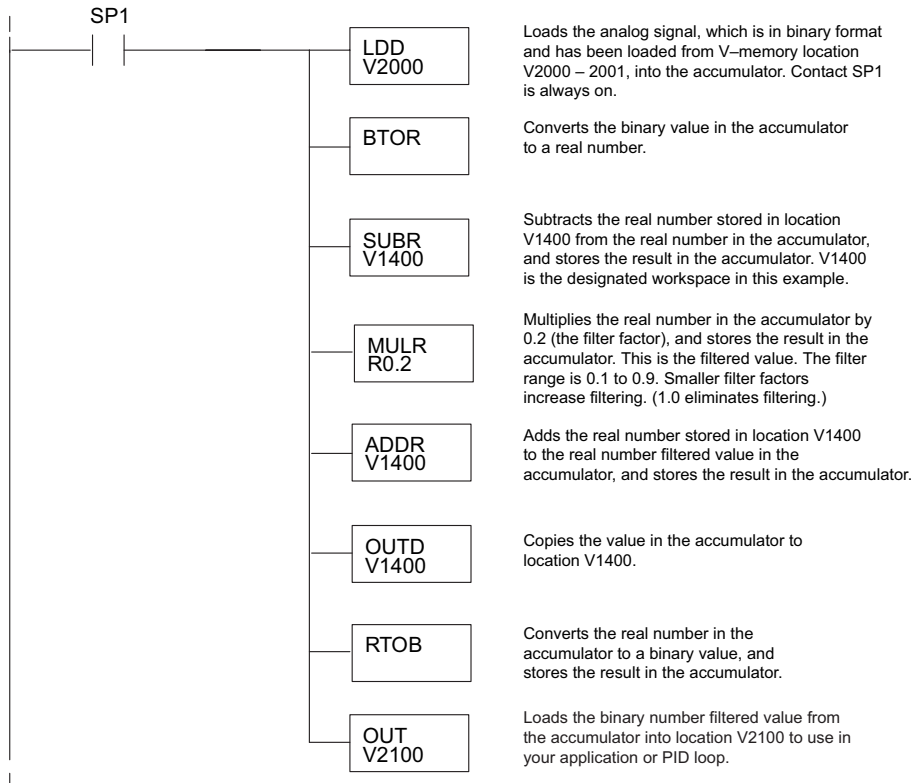 SP1
LDD
V2000
Loads the analog signal, which is in binary format
and has been loaded from V–memory location
V2000 – 2001, into the accumulator. Contact SP1
is always on.
BTOR
Converts the binary value in the accumulator
to a real number.
SUBR
V1400
Subtracts the real number stored in location
V1400 from the real number in the accumulator,
and stores the result in the accumulator. V1400
is the designated workspace in this example.
MULR
R0.2
Multiplies the real number in the accumulator by
0.2 (the filter factor), and stores the result in the
accumulator. This is the filtered value. The filter
range is 0.1 to 0.9. Smaller filter factors
increase filtering. (1.0 eliminates filtering.)
ADDR
V1400
Adds the real number stored in location V1400
to the real number filtered value in the
accumulator, and stores the result in the accumulator.
OUTD
V1400
Copies the value in the accumulator to
location V1400.
RTOB
Converts the real number in the
accumulator to a binary value, and
stores the result in the accumulator.
OUT
V2100
Loads the binary number filtered value from
the accumulator into location V2100 to use in
your application or PID loop.